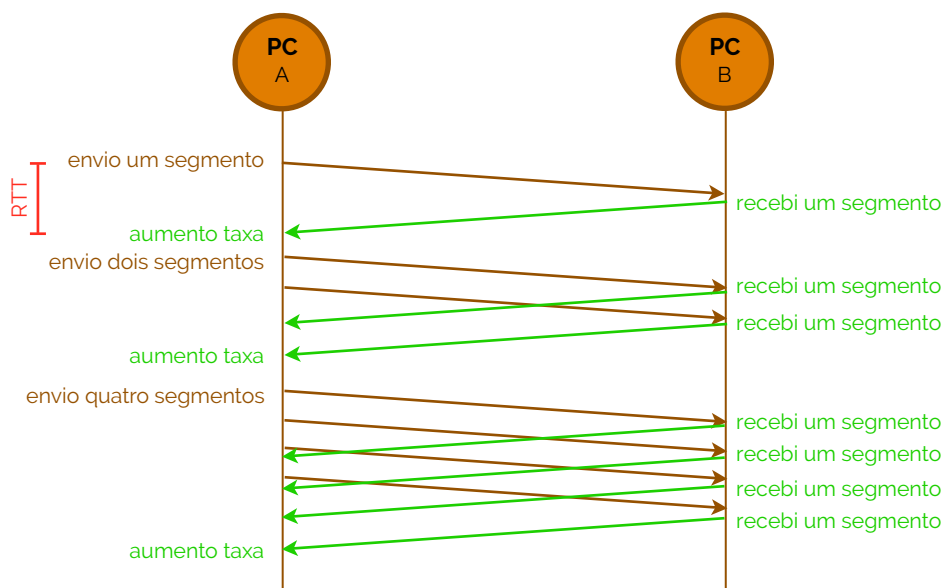 PC
A
PC
B
envio um segmento
RTT
recebi um segmento
aumento taxa
envio dois segmentos
recebi um segmento
recebi um segmento
aumento taxa
envio quatro segmentos
recebi um segmento
recebi um segmento
recebi um segmento
recebi um segmento
aumento taxa